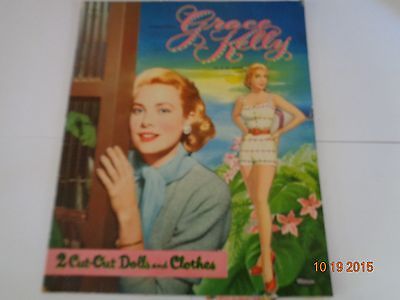 Grace
Kelly
2 Cut-Out Dolls and Clothes
10 19 2015